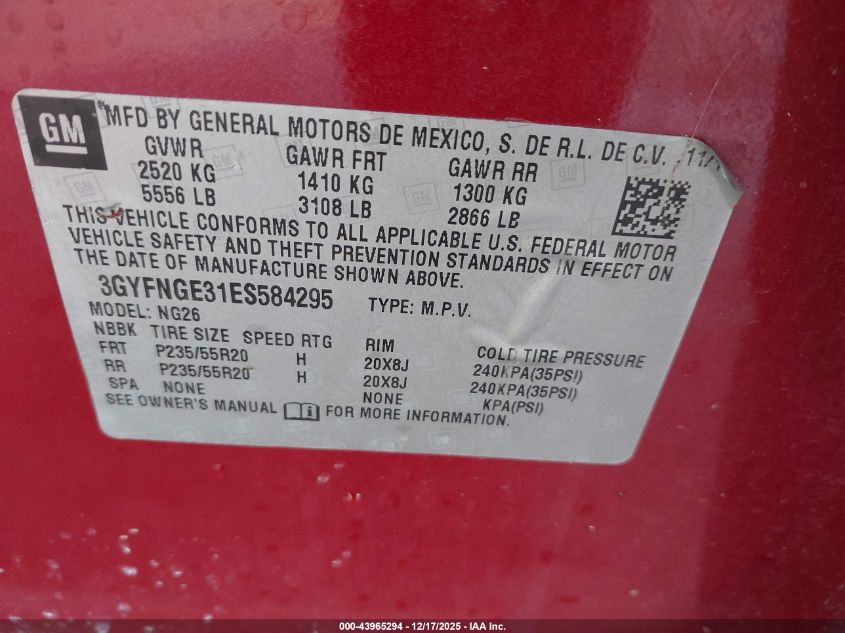 GM
®MFD BY GENERAL MOTORS DE MEXICO, S. DE R.L. DE C.V. 11/
GVWR GAWR FRT GAWR RR
2520 KG 1410 KG 1300 KG
5556 LB 3108 LB 2866 LB
THIS VEHICLE CONFORMS TO ALL APPLICABLE U.S. FEDERAL MOTOR
VEHICLE SAFETY AND THEFT PREVENTION STANDARDS IN EFFECT ON
THE DATE OF MANUFACTURE SHOWN ABOVE.
3GYFNGE31ES584295 TYPE: M.P.V.
MODEL: NG26
NBBK TIRE SIZE SPEED RTG RIM COLD TIRE PRESSURE
FRT P235/55R20 H 20X8J 240KPA(35PSI)
RR P235/55R20 H 20X8J 240KPA(35PSI)
SPA NONE NONE KPA(PSI)
SEE OWNER'S MANUAL i FOR MORE INFORMATION.
000-43965294 | 12/17/2025 - IAA Inc.